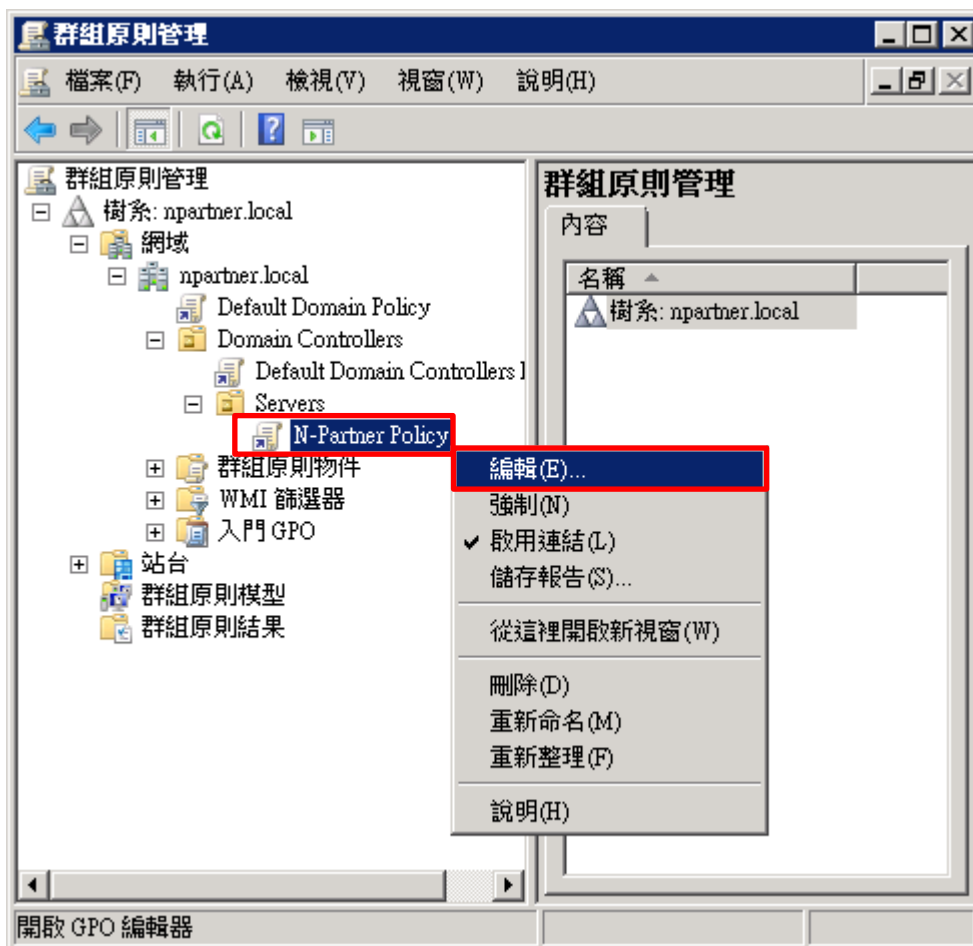 群組原則管理
檔案(F) 執行(A) 檢視(V) 視窗(W) 說明(H)
群組原則管理
樹系: npartner.local
網域
npartner.local
Default Domain Policy
Domain Controllers
Default Domain Controllers
Servers
N-Partner Policy
群組原則物件
WMI 篩選器
入門 GPO
站台
群組原則模型
群組原則結果
群組原則管理
內容
名稱
樹系: npartner.local
編輯(E)...
強制(N)
啟用連結(L)
儲存報告(S)...
從這裡開啟新視窗(W)
刪除(D)
重新命名(M)
重新整理(F)
說明(H)
開啟 GPO 編輯器